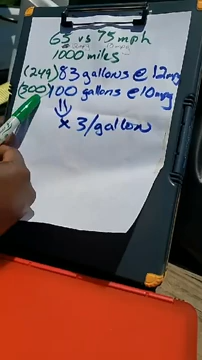 65 vs 75 mph
1000 miles
(249) 83 gallons @ 12mpg
(300) 100 gallons @ 10mpg
x 3/gallon